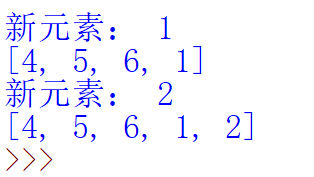 新元素： 1
[4, 5, 6, 1]
新元素： 2
[4, 5, 6, 1, 2]
>>>